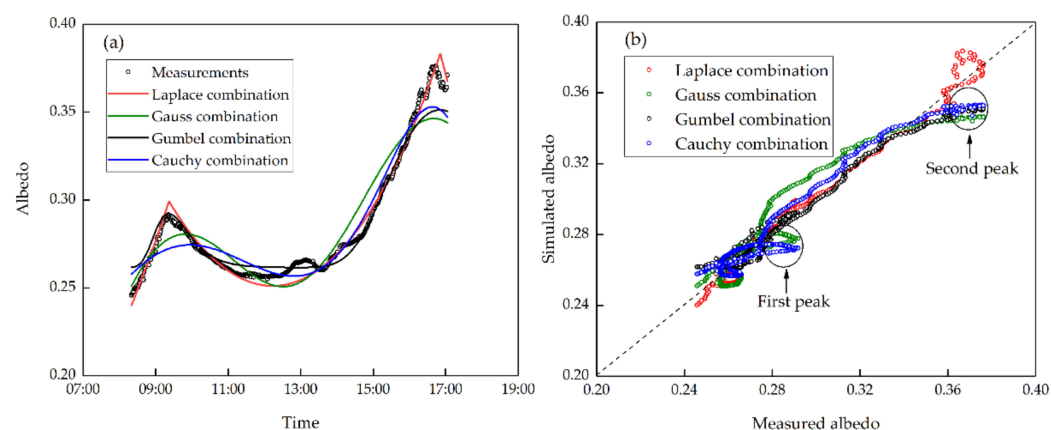 (a)
Measurements
Laplace combination
Gauss combination
Gumbel combination
Cauchy combination
0.40
0.35
0.30
0.25
0.20
Albedo
07:00 09:00 11:00 13:00 15:00 17:00 19:00
Time
(b)
Laplace combination
Gauss combination
Gumbel combination
Cauchy combination
Second peak
First peak
0.40
0.36
0.32
0.28
0.24
0.20
Simulated albedo
0.20 0.24 0.28 0.32 0.36 0.40
Measured albedo